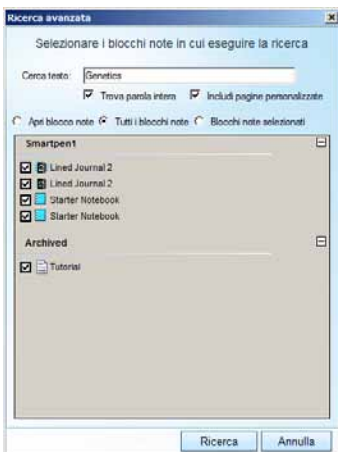 Ricerca avanzata
Selezionare i blocchi note in cui eseguire la ricerca
Cerca testo: Genetics
Trova parola intera Includi pagine personalizzate
Apri blocco note Tutti i blocchi note Blocchi note selezionati
Smartpen1
Lined Journal 2
Lined Journal 2
Starter Notebook
Starter Notebook
Archived
Tutorial
Ricerca Annulla